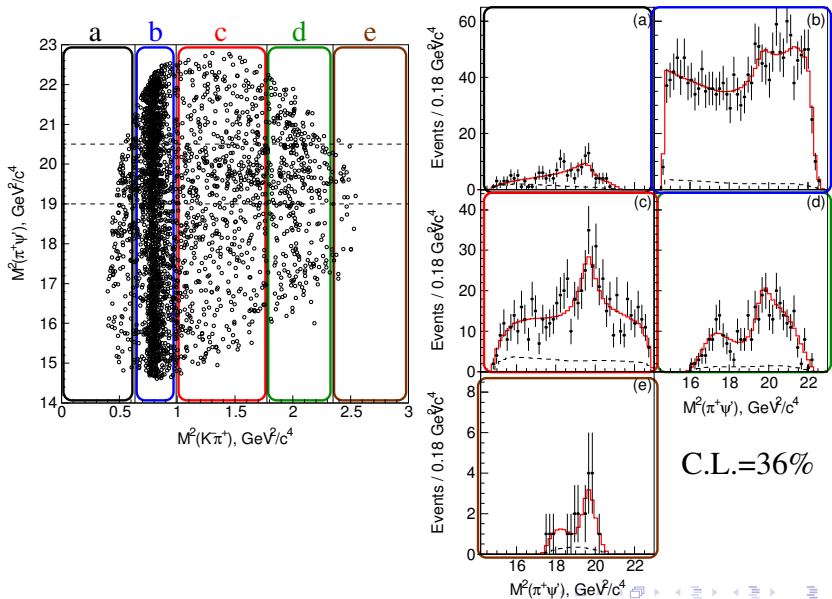 a b c d e
M²(π⁺ψ'), GeV²/c⁴
23
22
21
20
19
18
17
16
15
14
0 0.5 1 1.5 2 2.5 3
M²(K⁻π⁺), GeV²/c⁴
Events / 0.18 GeV²/c⁴
60
40
20
0
(a)
(b)
Events / 0.18 GeV²/c⁴
40
30
20
10
0
(c)
(d)
16 18 20 22
M²(π⁺ψ'), GeV²/c⁴
Events / 0.18 GeV²/c⁴
8
6
4
2
0
(e)
16 18 20 22
M²(π⁺ψ'), GeV²/c⁴
C.L.=36%